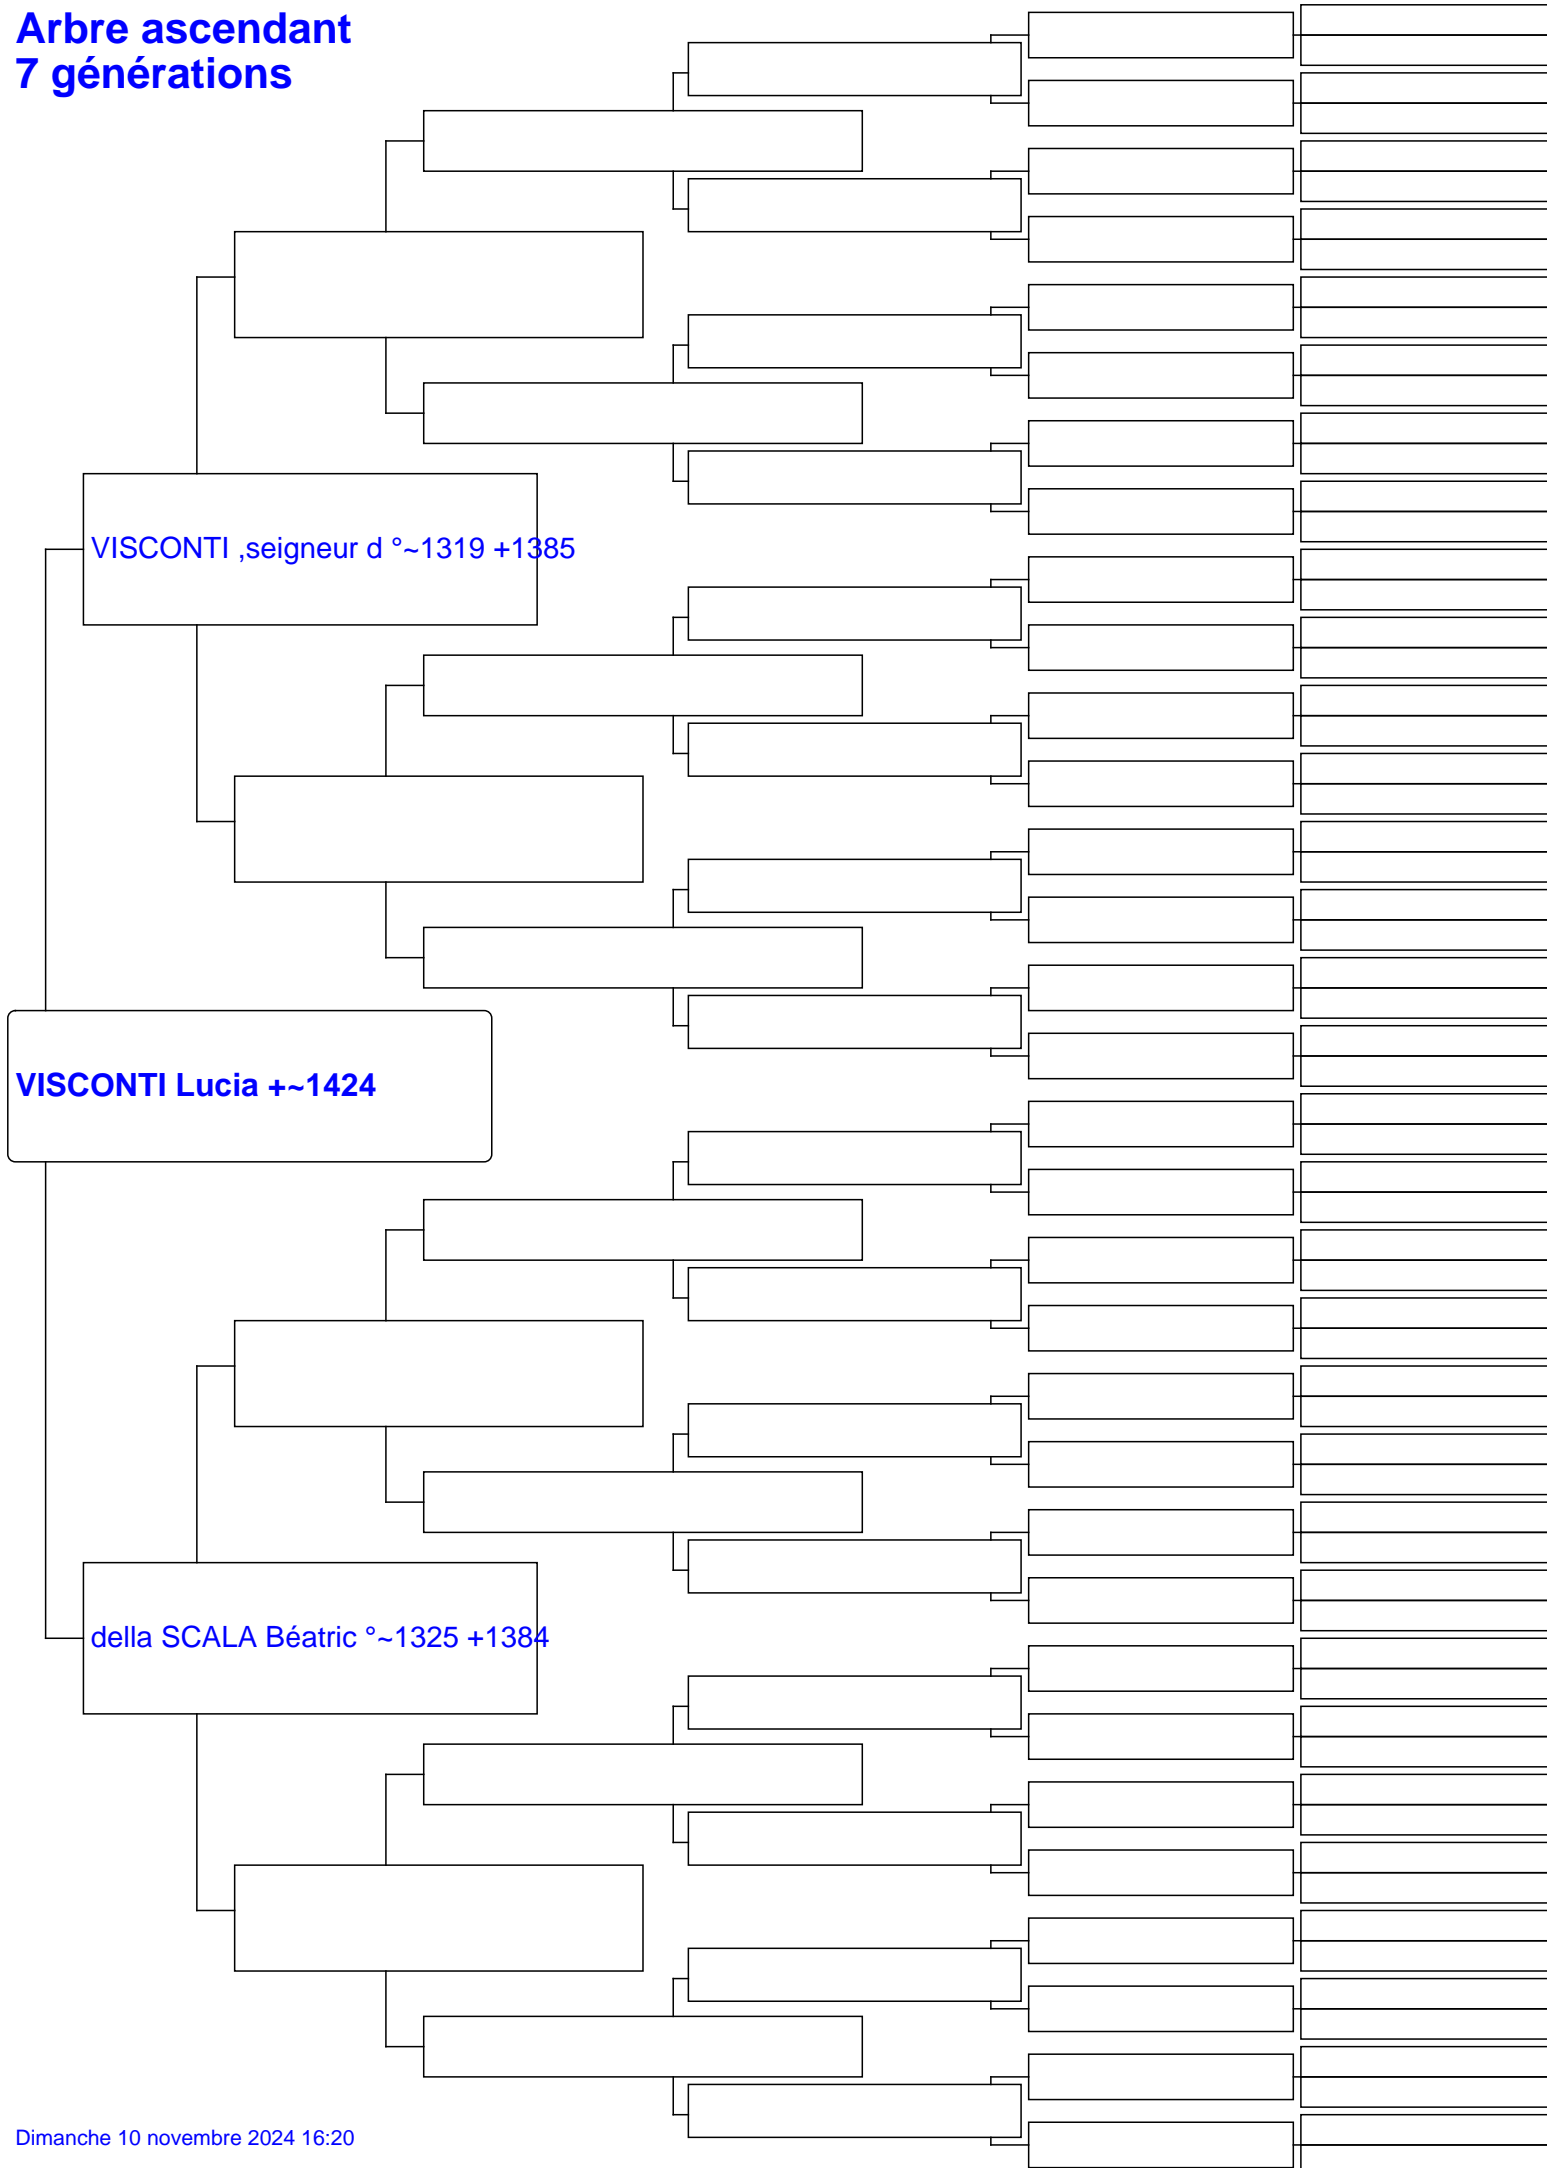 Arbre ascendant
7 générations
VISCONTI ,seigneur d °~1319 +1385
VISCONTI Lucia +~1424
della SCALA Béatric °~1325 +1384
Dimanche 10 novembre 2024 16:20